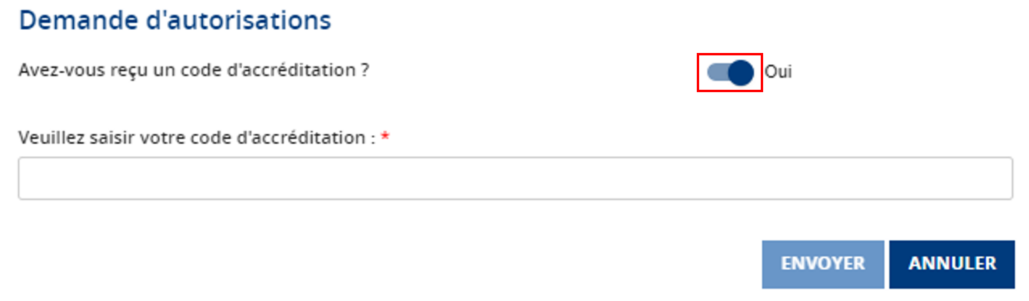 Demande d'autorisations
Avez-vous reçu un code d'accréditation ?
Oui
Veuillez saisir votre code d'accréditation : *
ENVOYER
ANNULER